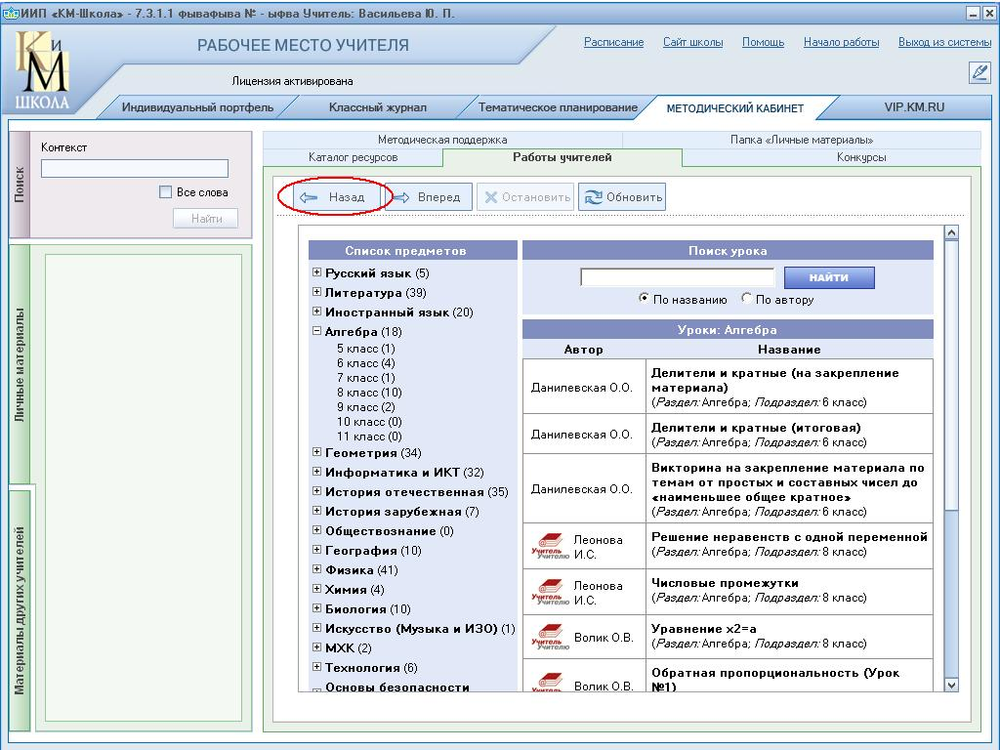 ИИП «КМ-Школа» - 7.3.1.1 фывафыва № - ыфва Учитель: Васильева Ю. П.
К и М
ШКОЛА
РАБОЧЕЕ МЕСТО УЧИТЕЛЯ
Расписание Сайт школы Помощь Начало работы Выход из системы
Лицензия активирована
Индивидуальный портфель Классный журнал Тематическое планирование МЕТОДИЧЕСКИЙ КАБИНЕТ VIP.KM.RU
Поиск
Контекст
Все слова
Найти
Личные материалы
Материалы других учителей
Методическая поддержка Папка «Личные материалы»
Каталог ресурсов Работы учителей Конкурсы
Назад Вперед Остановить Обновить
Список предметов
Русский язык (5)
Литература (39)
Иностранный язык (20)
Алгебра (18)
5 класс (1)
6 класс (4)
7 класс (1)
8 класс (10)
9 класс (2)
10 класс (0)
11 класс (0)
Геометрия (34)
Информатика и ИКТ (32)
История отечественная (35)
История зарубежная (7)
Обществознание (0)
География (10)
Физика (41)
Химия (4)
Биология (10)
Искусство (Музыка и ИЗО) (1)
МХК (2)
Технология (6)
Основы безопасности
Поиск урока
НАЙТИ
По названию По автору
Уроки: Алгебра
Автор Название
Данилевская О.О.
Делители и кратные (на закрепление
материала)
(Раздел: Алгебра; Подраздел: 6 класс)
Данилевская О.О.
Делители и кратные (итоговая)
(Раздел: Алгебра; Подраздел: 6 класс)
Данилевская О.О.
Викторина на закрепление материала по
темам от простых и составных чисел до
«наименьшее общее кратное»
(Раздел: Алгебра; Подраздел: 6 класс)
Учитель
Учителю
Леонова
И.С.
Решение неравенств с одной переменной
(Раздел: Алгебра; Подраздел: 8 класс)
Учитель
Учителю
Леонова
И.С.
Числовые промежутки
(Раздел: Алгебра; Подраздел: 8 класс)
Учитель
Учителю
Волик О.В.
Уравнение x2=a
(Раздел: Алгебра; Подраздел: 8 класс)
Учитель
Волик О.В.
Обратная пропорциональность (Урок
№1)